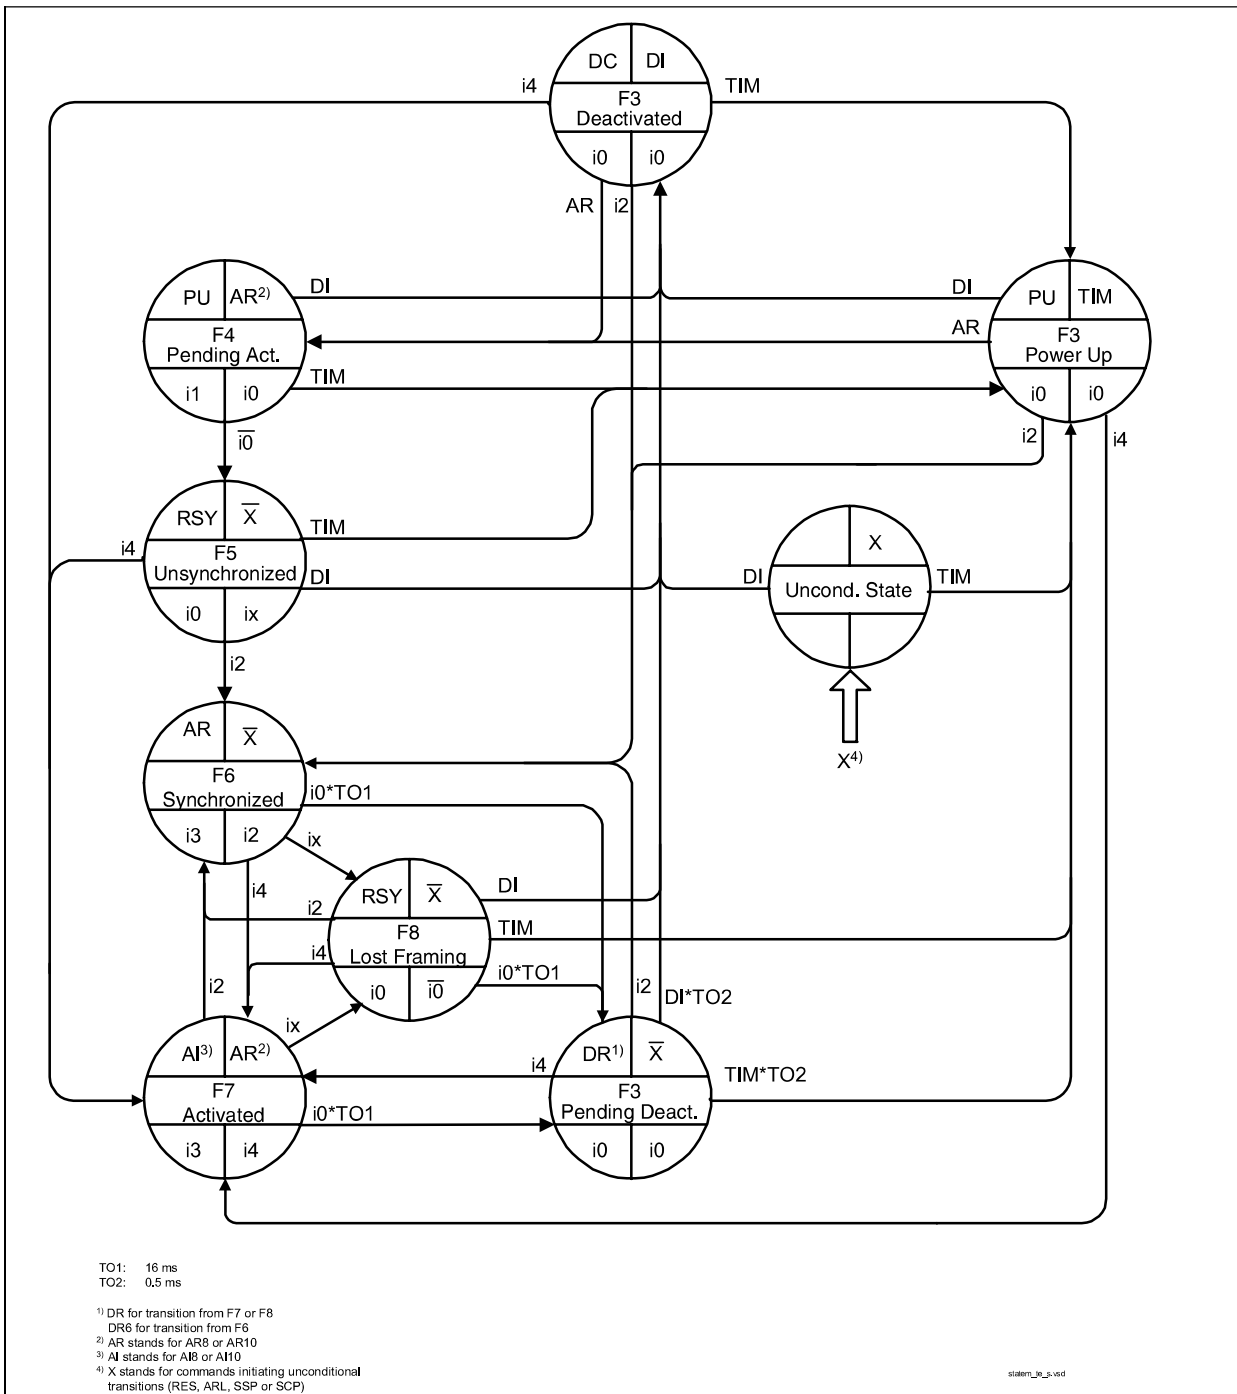 DC DI
i4 TIM
F3
Deactivated
i0 i0
AR i2
PU AR²⁾
DI
F4
Pending Act.
i1 i0
TIM
i̅0̅
DI
PU TIM
AR
F3
Power Up
i0 i0
i2 i4
RSY X̅
TIM
i4
F5
Unsynchronized
DI
i0 ix
i2
X
DI
Uncond. State
TIM
X⁴⁾
AR X̅
F6
Synchronized
i0*TO1
i3 i2
ix
i4
RSY X̅
DI
i2
F8
Lost Framing
TIM
i4
i0 i̅0̅
i0*TO1
i2
ix
i2
DI*TO2
AI³⁾ AR²⁾
F7
Activated
i3 i4
i4
i0*TO1
DR¹⁾ X̅
TIM*TO2
F3
Pending Deact.
i0 i0
TO1: 16 ms
TO2: 0.5 ms
¹⁾ DR for transition from F7 or F8
DR6 for transition from F6
²⁾ AR stands for AR8 or AR10
³⁾ AI stands for AI8 or AI10
⁴⁾ X stands for commands initiating unconditional
transitions (RES, ARL, SSP or SCP)
statem_te_s.vsd